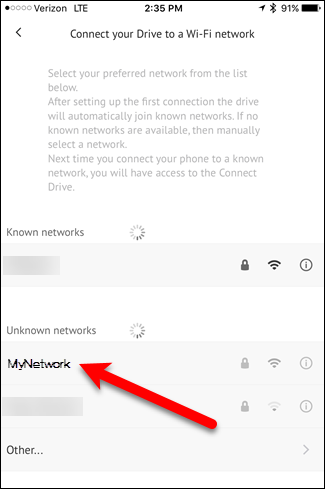 Verizon LTE 2:35 PM 91%
Connect your Drive to a Wi-Fi network
Select your preferred network from the list
below.
After setting up the first connection the drive
will automatically join known networks. If no
known networks are available, then manually
select a network.
Next time you connect your phone to a known
network, you will have access to the Connect
Drive.
Known networks
Unknown networks
MyNetwork
Other...